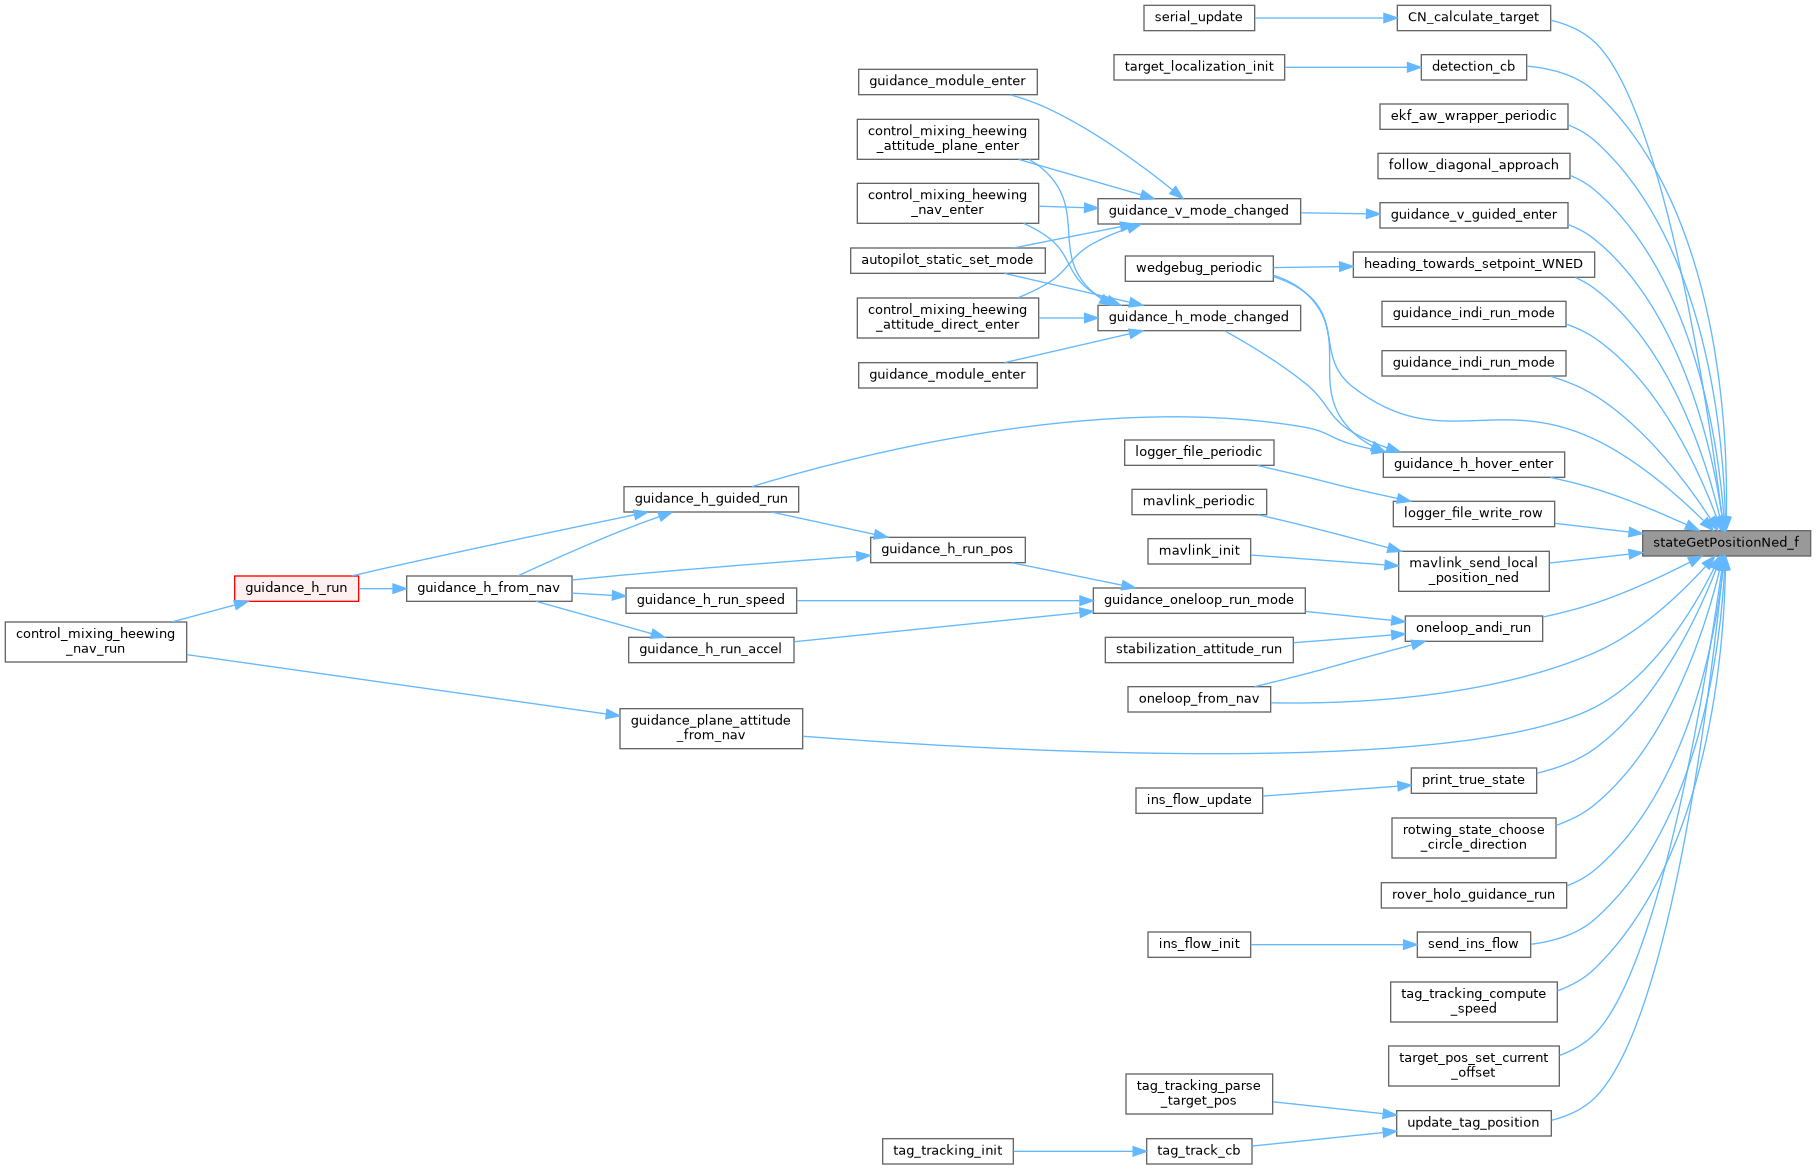 serial_update
CN_calculate_target
target_localization_init
detection_cb
guidance_module_enter
ekf_aw_wrapper_periodic
control_mixing_heewing
_attitude_plane_enter
follow_diagonal_approach
control_mixing_heewing
_nav_enter
guidance_v_mode_changed
guidance_v_guided_enter
autopilot_static_set_mode
wedgebug_periodic
heading_towards_setpoint_WNED
control_mixing_heewing
_attitude_direct_enter
guidance_h_mode_changed
guidance_indi_run_mode
guidance_module_enter
guidance_indi_run_mode
logger_file_periodic
guidance_h_hover_enter
guidance_h_guided_run
mavlink_periodic
logger_file_write_row
stateGetPositionNed_f
guidance_h_run_pos
mavlink_init
mavlink_send_local
_position_ned
guidance_h_run
guidance_h_from_nav
guidance_h_run_speed
guidance_oneloop_run_mode
control_mixing_heewing
_nav_run
guidance_h_run_accel
stabilization_attitude_run
oneloop_andi_run
oneloop_from_nav
guidance_plane_attitude
_from_nav
print_true_state
ins_flow_update
rotwing_state_choose
_circle_direction
rover_holo_guidance_run
ins_flow_init
send_ins_flow
tag_tracking_compute
_speed
target_pos_set_current
_offset
tag_tracking_parse
_target_pos
update_tag_position
tag_tracking_init
tag_track_cb